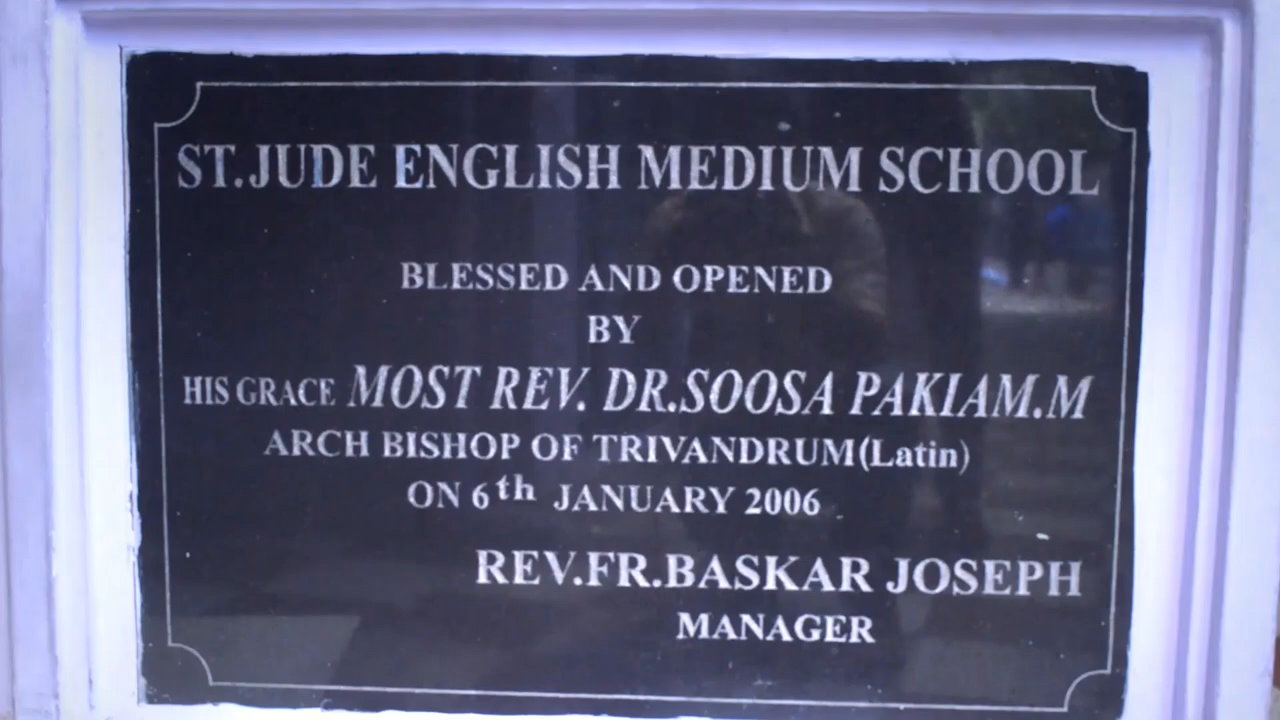 ST.JUDE ENGLISH MEDIUM SCHOOL
BLESSED AND OPENED
BY
HIS GRACE MOST REV. DR.SOOSA PAKIAM.M
ARCH BISHOP OF TRIVANDRUM(Latin)
ON 6th JANUARY 2006
REV.FR.BASKAR JOSEPH
MANAGER